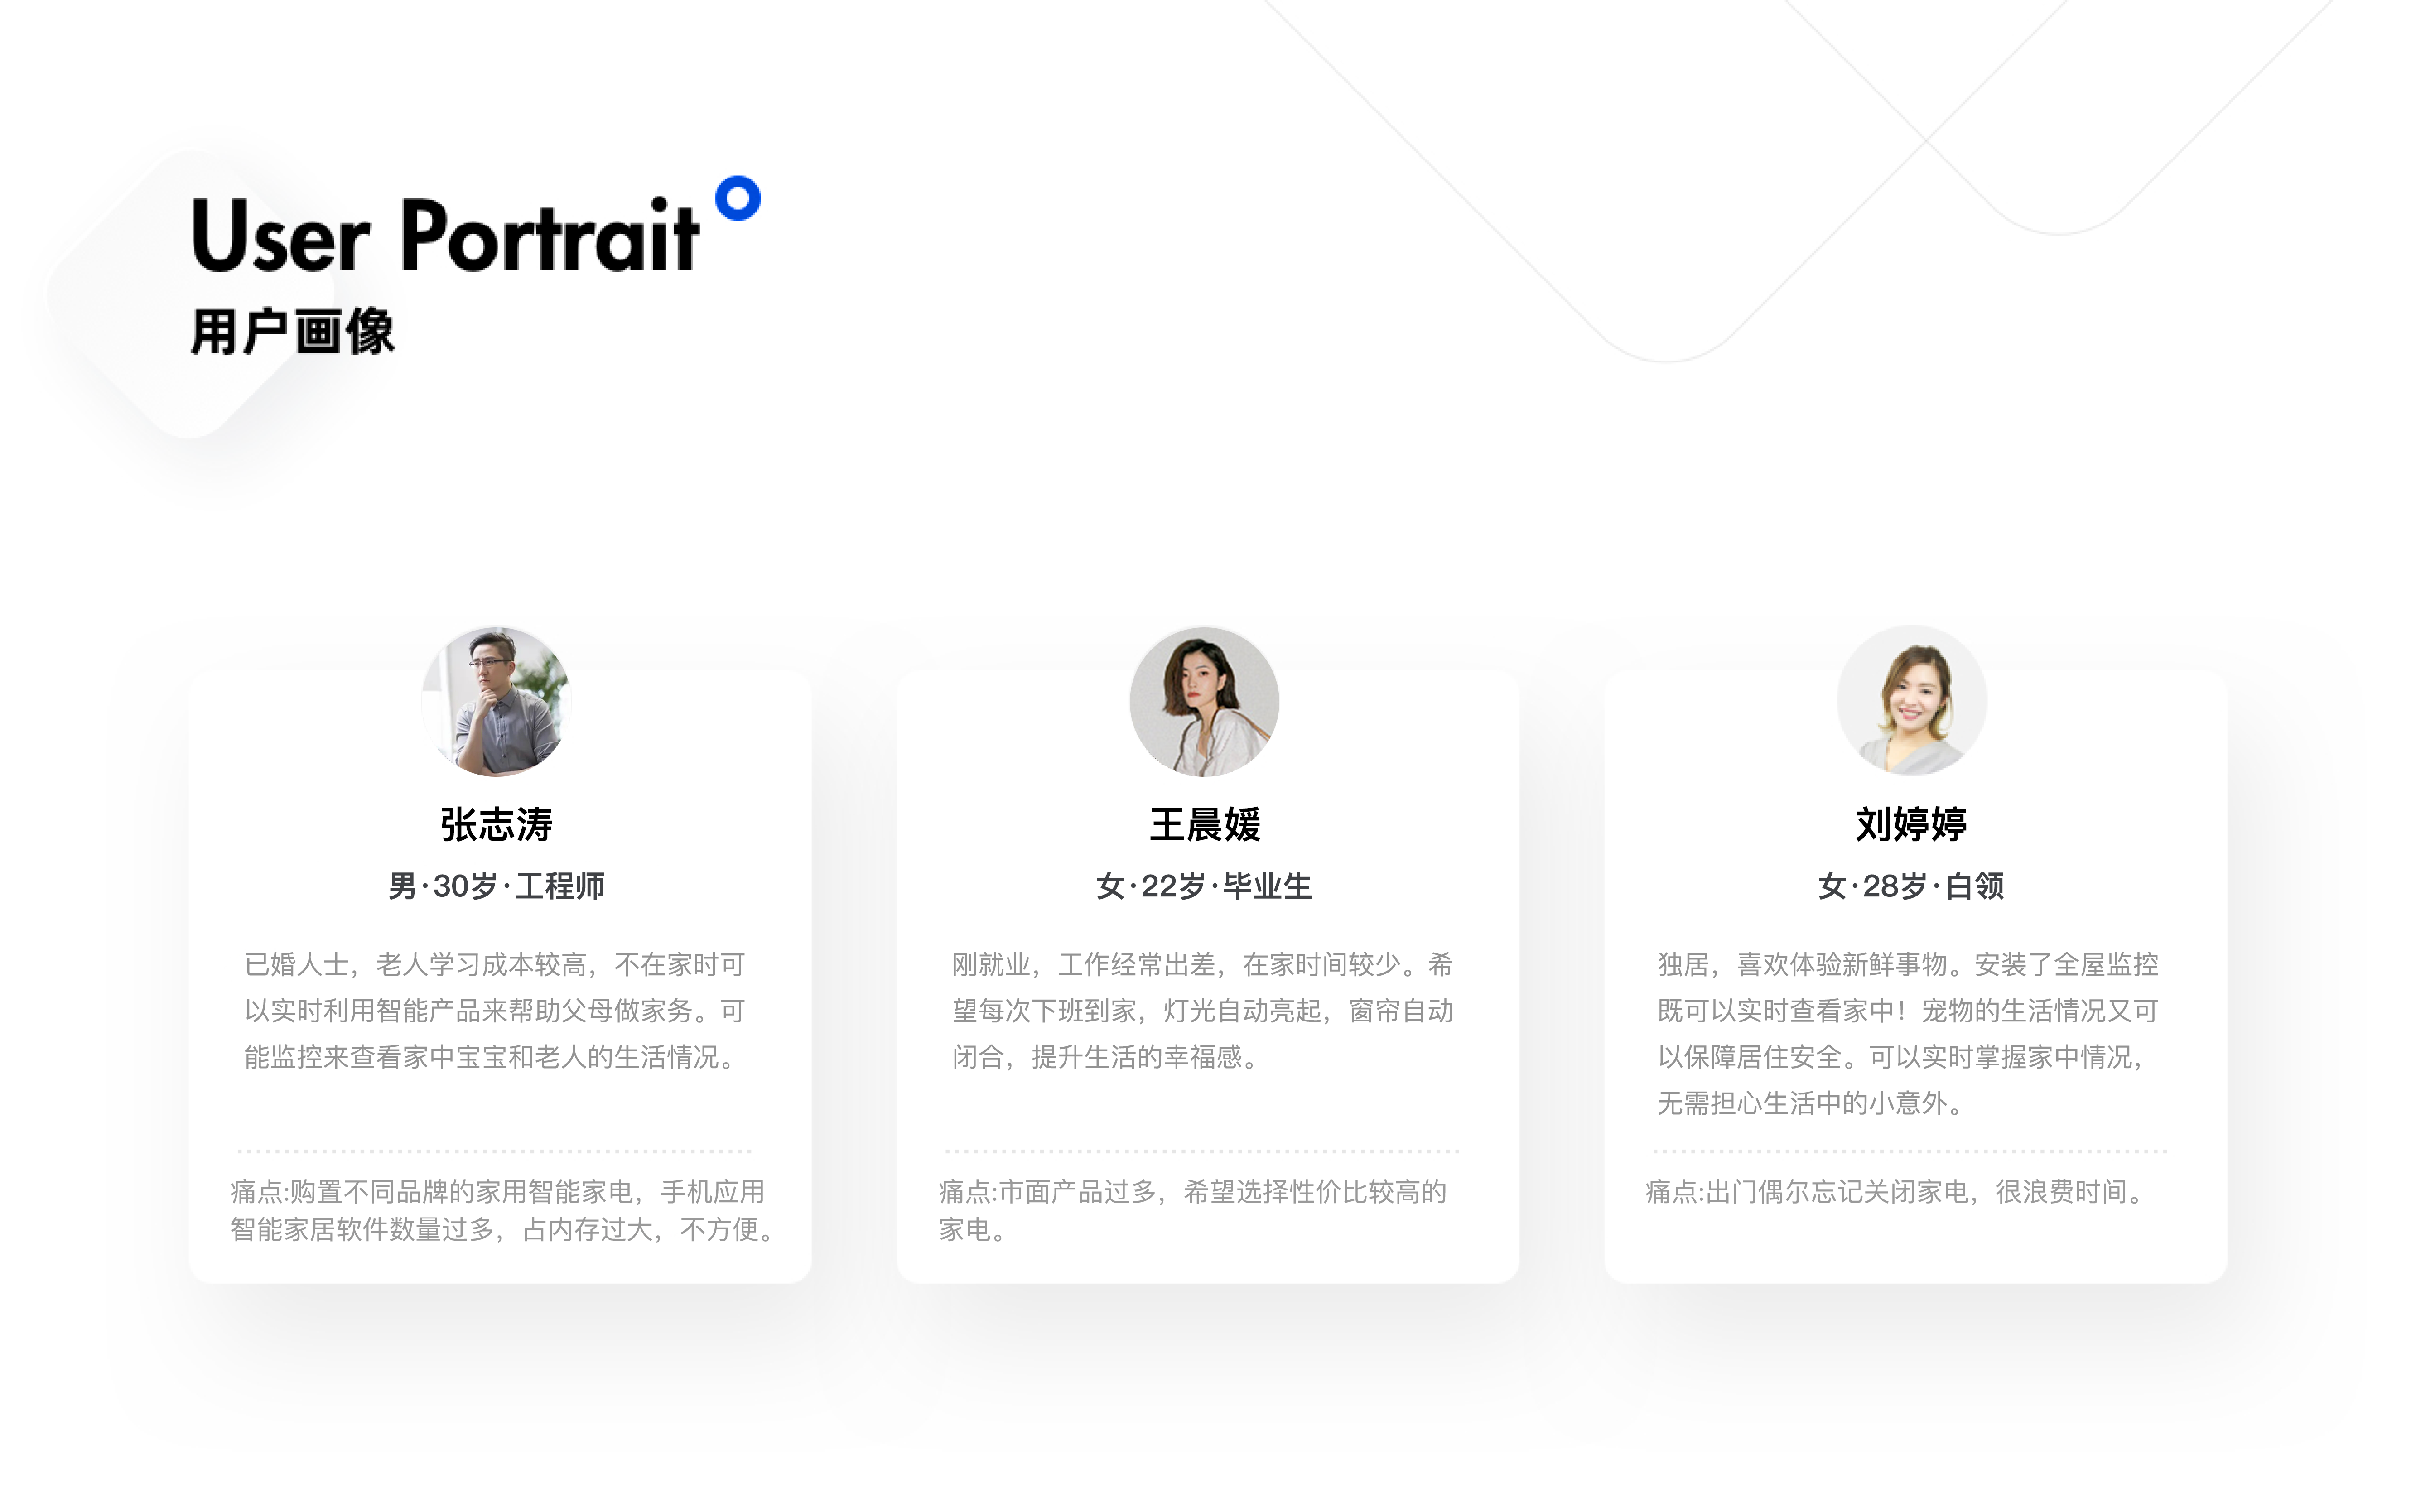 User Portrait
用户画像
张志涛
男·30岁·工程师
已婚人士，老人学习成本较高，不在家时可
以实时利用智能产品来帮助父母做家务。可
能监控来查看家中宝宝和老人的生活情况。
痛点:购置不同品牌的家用智能家电，手机应用
智能家居软件数量过多，占内存过大，不方便。
王晨媛
女·22岁·毕业生
刚就业，工作经常出差，在家时间较少。希
望每次下班到家，灯光自动亮起，窗帘自动
闭合，提升生活的幸福感。
痛点:市面产品过多，希望选择性价比较高的
家电。
刘婷婷
女·28岁·白领
独居，喜欢体验新鲜事物。安装了全屋监控
既可以实时查看家中！宠物的生活情况又可
以保障居住安全。可以实时掌握家中情况，
无需担心生活中的小意外。
痛点:出门偶尔忘记关闭家电，很浪费时间。